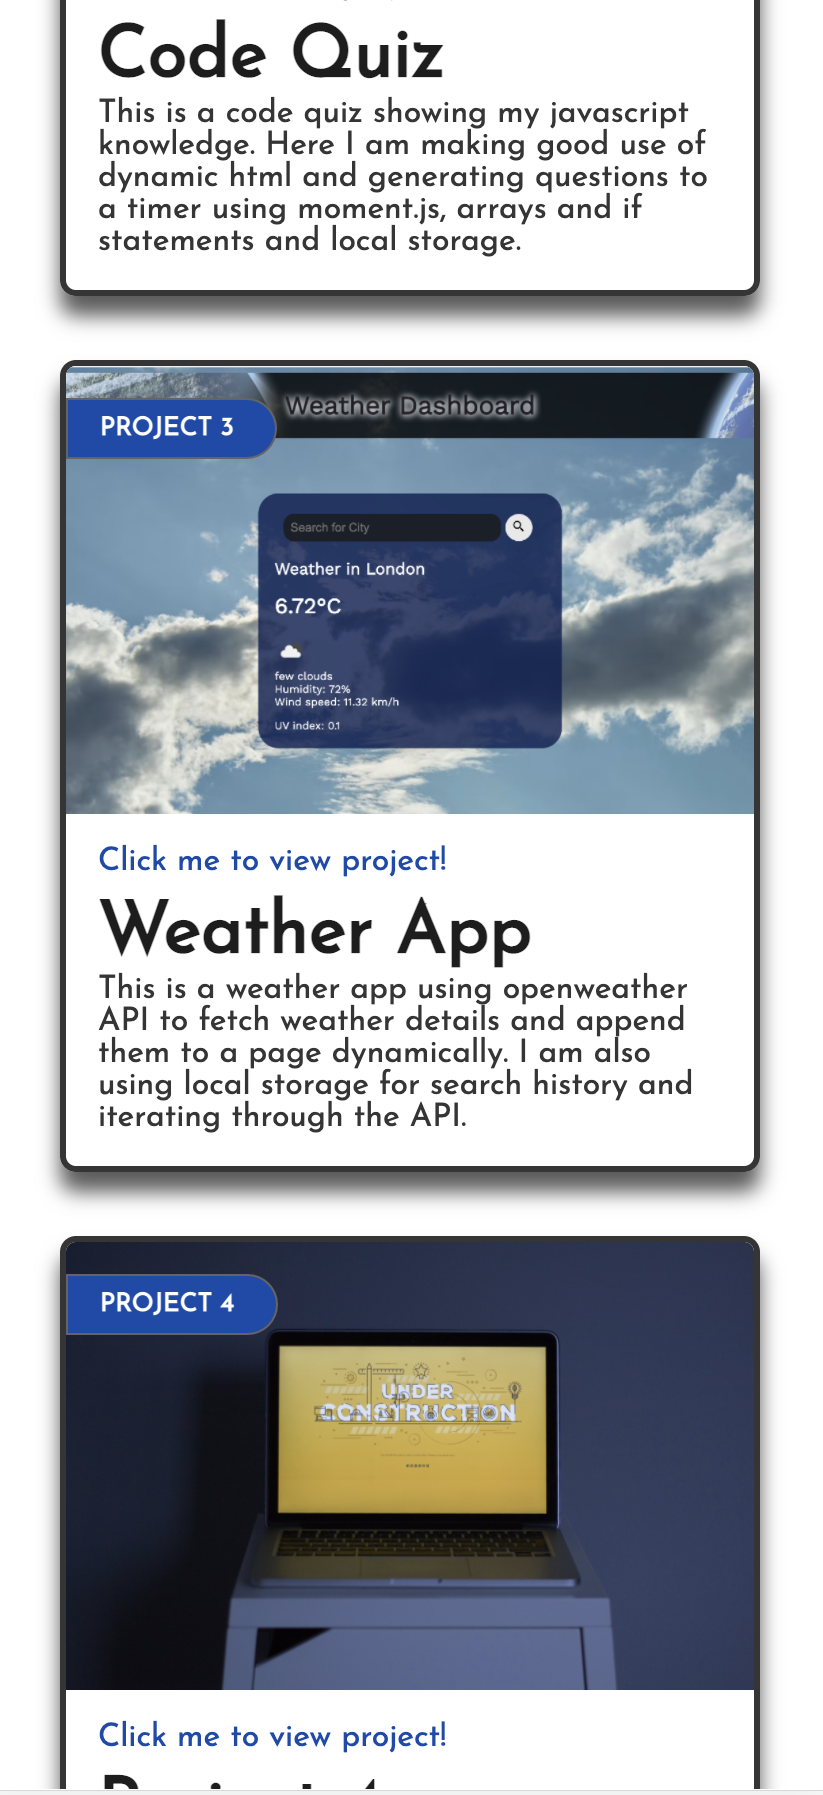 Code Quiz
This is a code quiz showing my javascript
knowledge. Here I am making good use of
dynamic html and generating questions to
a timer using moment.js, arrays and if
statements and local storage.
Weather Dashboard
PROJECT 3
Search for City
Weather in London
6.72°C
few clouds
Humidity: 72%
Wind speed: 11.32 km/h
UV index: 0.1
Click me to view project!
Weather App
This is a weather app using openweather
API to fetch weather details and append
them to a page dynamically. I am also
using local storage for search history and
iterating through the API.
PROJECT 4
UNDER
CONSTRUCTION
Click me to view project!